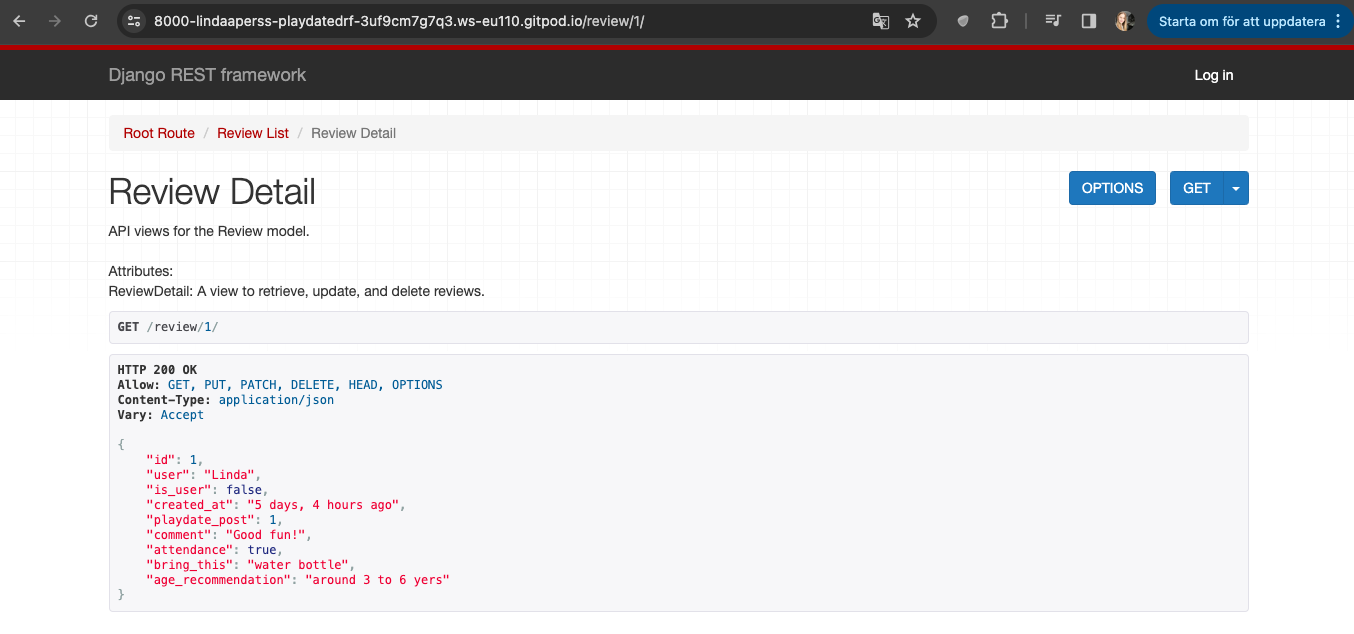 8000-lindaaperss-playdatedrf-3uf9cm7g7q3.ws-eu110.gitpod.io/review/1/
Starta om för att uppdatera
Django REST framework
Log in
Root Route / Review List / Review Detail
Review Detail
OPTIONS
GET
API views for the Review model.
Attributes:
ReviewDetail: A view to retrieve, update, and delete reviews.
GET /review/1/
HTTP 200 OK
Allow: GET, PUT, PATCH, DELETE, HEAD, OPTIONS
Content-Type: application/json
Vary: Accept
{
"id": 1,
"user": "Linda",
"is_user": false,
"created_at": "5 days, 4 hours ago",
"playdate_post": 1,
"comment": "Good fun!",
"attendance": true,
"bring_this": "water bottle",
"age_recommendation": "around 3 to 6 yers"
}